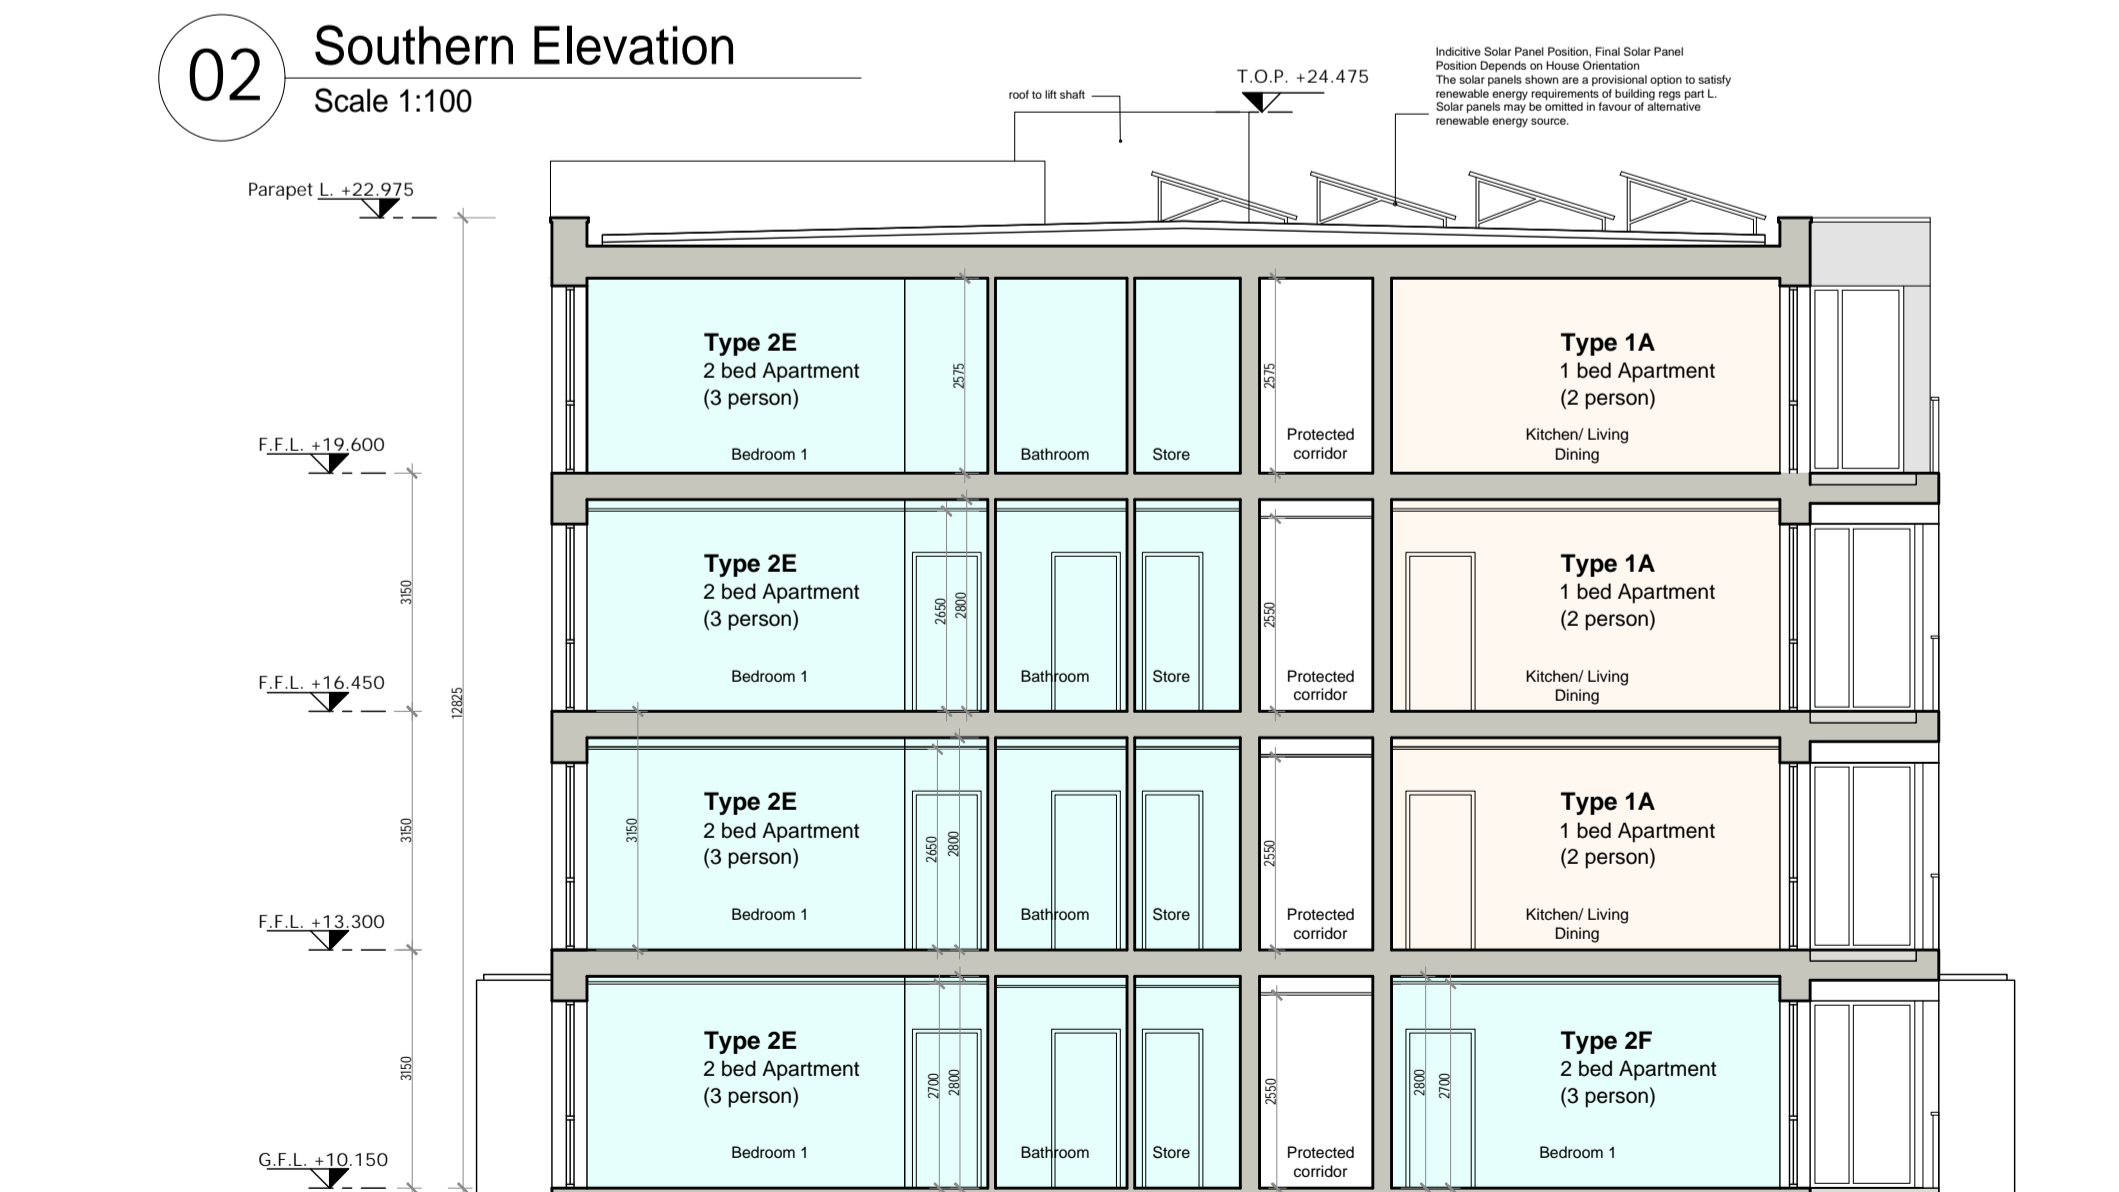 02
Southern Elevation
Scale 1:100
Indicitive Solar Panel Position, Final Solar Panel
Position Depends on House Orientation
The solar panels shown are a provisional option to satisfy
renewable energy requirements of building regs part L.
Solar panels may be omitted in favour of alternative
renewable energy source.
T.O.P. +24.475
roof to lift shaft
Parapet L. +22.975
F.F.L. +19.600
Type 2E
2 bed Apartment
(3 person)
Bedroom 1
2575
Bathroom
Store
2575
Protected
corridor
Type 1A
1 bed Apartment
(2 person)
Kitchen/ Living
Dining
3150
12825
F.F.L. +16.450
Type 2E
2 bed Apartment
(3 person)
Bedroom 1
2650
2800
Bathroom
Store
2550
Protected
corridor
Type 1A
1 bed Apartment
(2 person)
Kitchen/ Living
Dining
3150
F.F.L. +13.300
3150
Type 2E
2 bed Apartment
(3 person)
Bedroom 1
2650
2800
Bathroom
Store
2550
Protected
corridor
Type 1A
1 bed Apartment
(2 person)
Kitchen/ Living
Dining
3150
G.F.L. +10.150
Type 2E
2 bed Apartment
(3 person)
Bedroom 1
2700
2800
Bathroom
Store
2550
Protected
corridor
2800
2700
Type 2F
2 bed Apartment
(3 person)
Bedroom 1